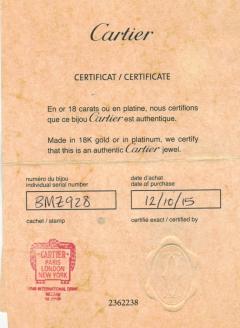 Cartier
CERTIFICAT / CERTIFICATE
En or 18 carats ou en platine, nous certifions
que ce bijou Cartier est authentique.
Made in 18K gold or in platinum, we certify
that this is an authentic Cartier jewel.
numéro du bijou
individual serial number
date d'achat
date of purchase
BMZ928
12/10/15
cachet / stamp
certifié exact / certified by
CARTIER
PARIS
LONDON
NEW YORK
2362238